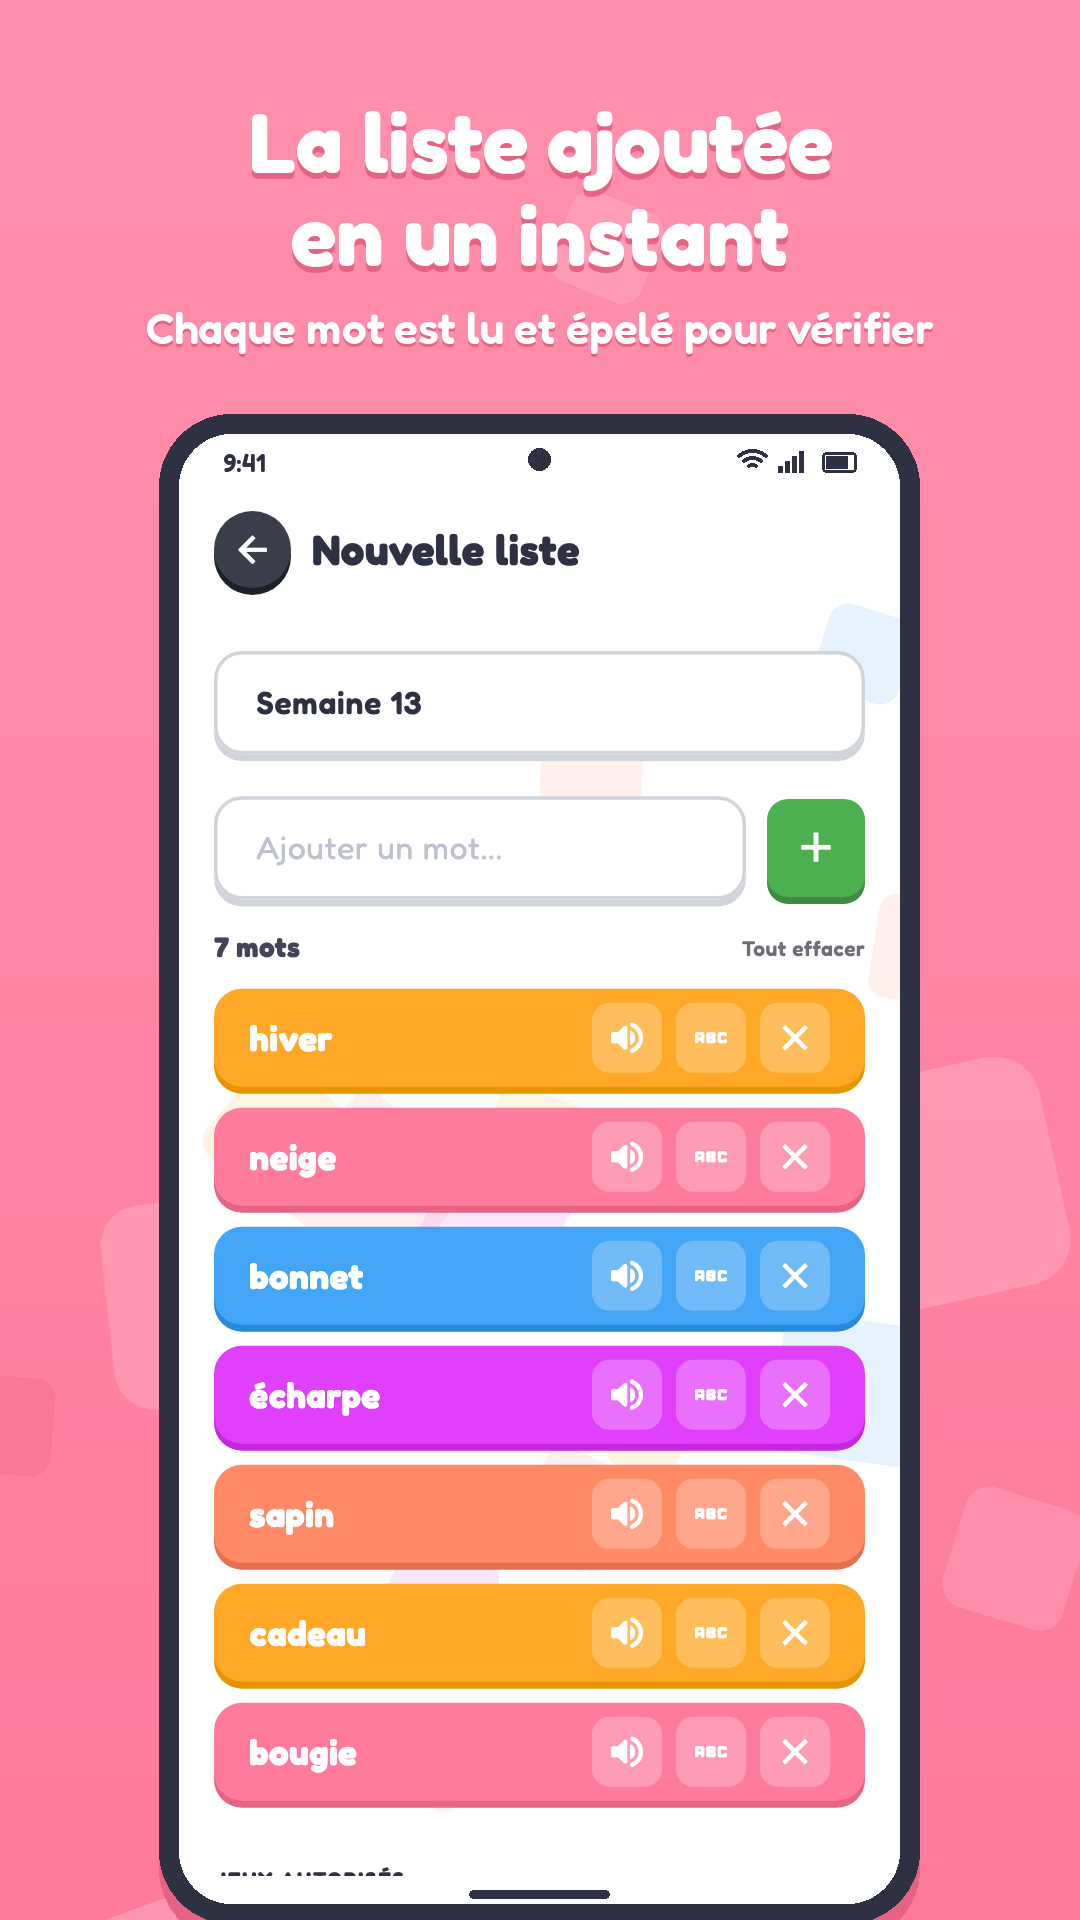 La liste ajoutée
en un instant
Chaque mot est lu et épelé pour vérifier
9:41
Nouvelle liste
Semaine 13
Ajouter un mot...
7 mots
Tout effacer
hiver
ABC
neige
ABC
bonnet
ABC
écharpe
ABC
sapin
ABC
cadeau
ABC
bougie
ABC
JEUX AUTORISÉS